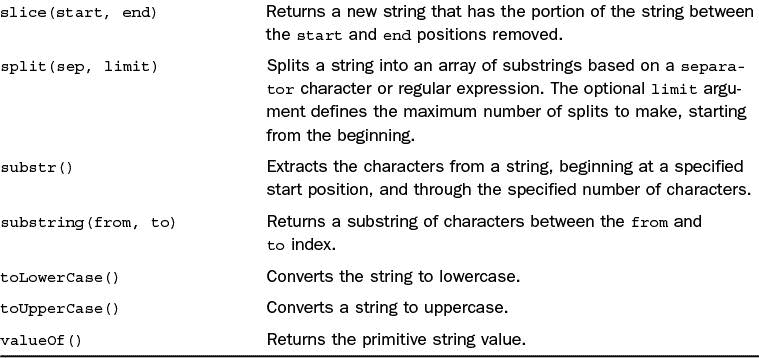 slice(start, end) Returns a new string that has the portion of the string between
the start and end positions removed.
split(sep, limit) Splits a string into an array of substrings based on a separa-
tor character or regular expression. The optional limit argu-
ment defines the maximum number of splits to make, starting
from the beginning.
substr() Extracts the characters from a string, beginning at a specified
start position, and through the specified number of characters.
substring(from, to) Returns a substring of characters between the from and
to index.
toLowerCase() Converts the string to lowercase.
toUpperCase() Converts a string to uppercase.
valueOf() Returns the primitive string value.